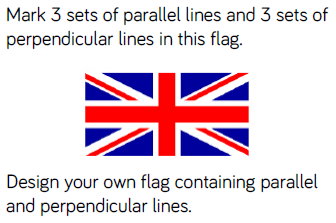 Mark 3 sets of parallel lines and 3 sets of
perpendicular lines in this flag.
Design your own flag containing parallel
and perpendicular lines.